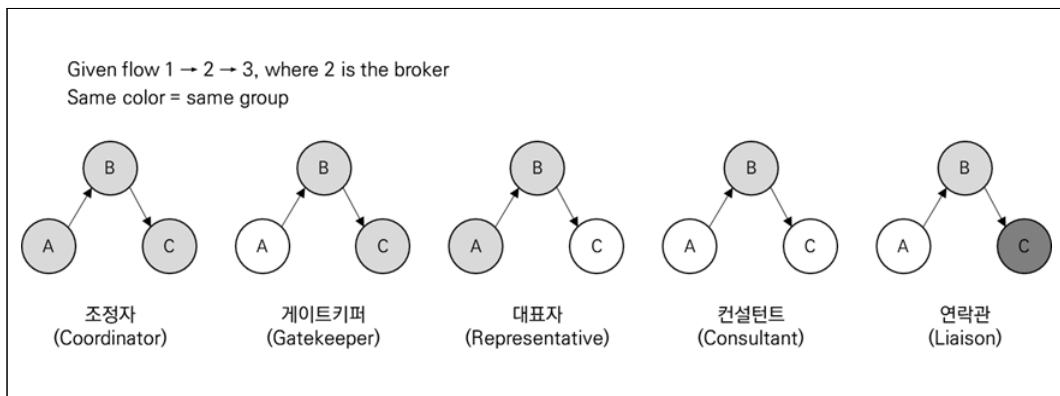 Given flow 1 → 2 → 3, where 2 is the broker
Same color = same group
B
A
C
B
A
C
B
A
C
B
A
C
B
A
C
조정자
(Coordinator)
게이트키퍼
(Gatekeeper)
대표자
(Representative)
컨설턴트
(Consultant)
연락관
(Liaison)